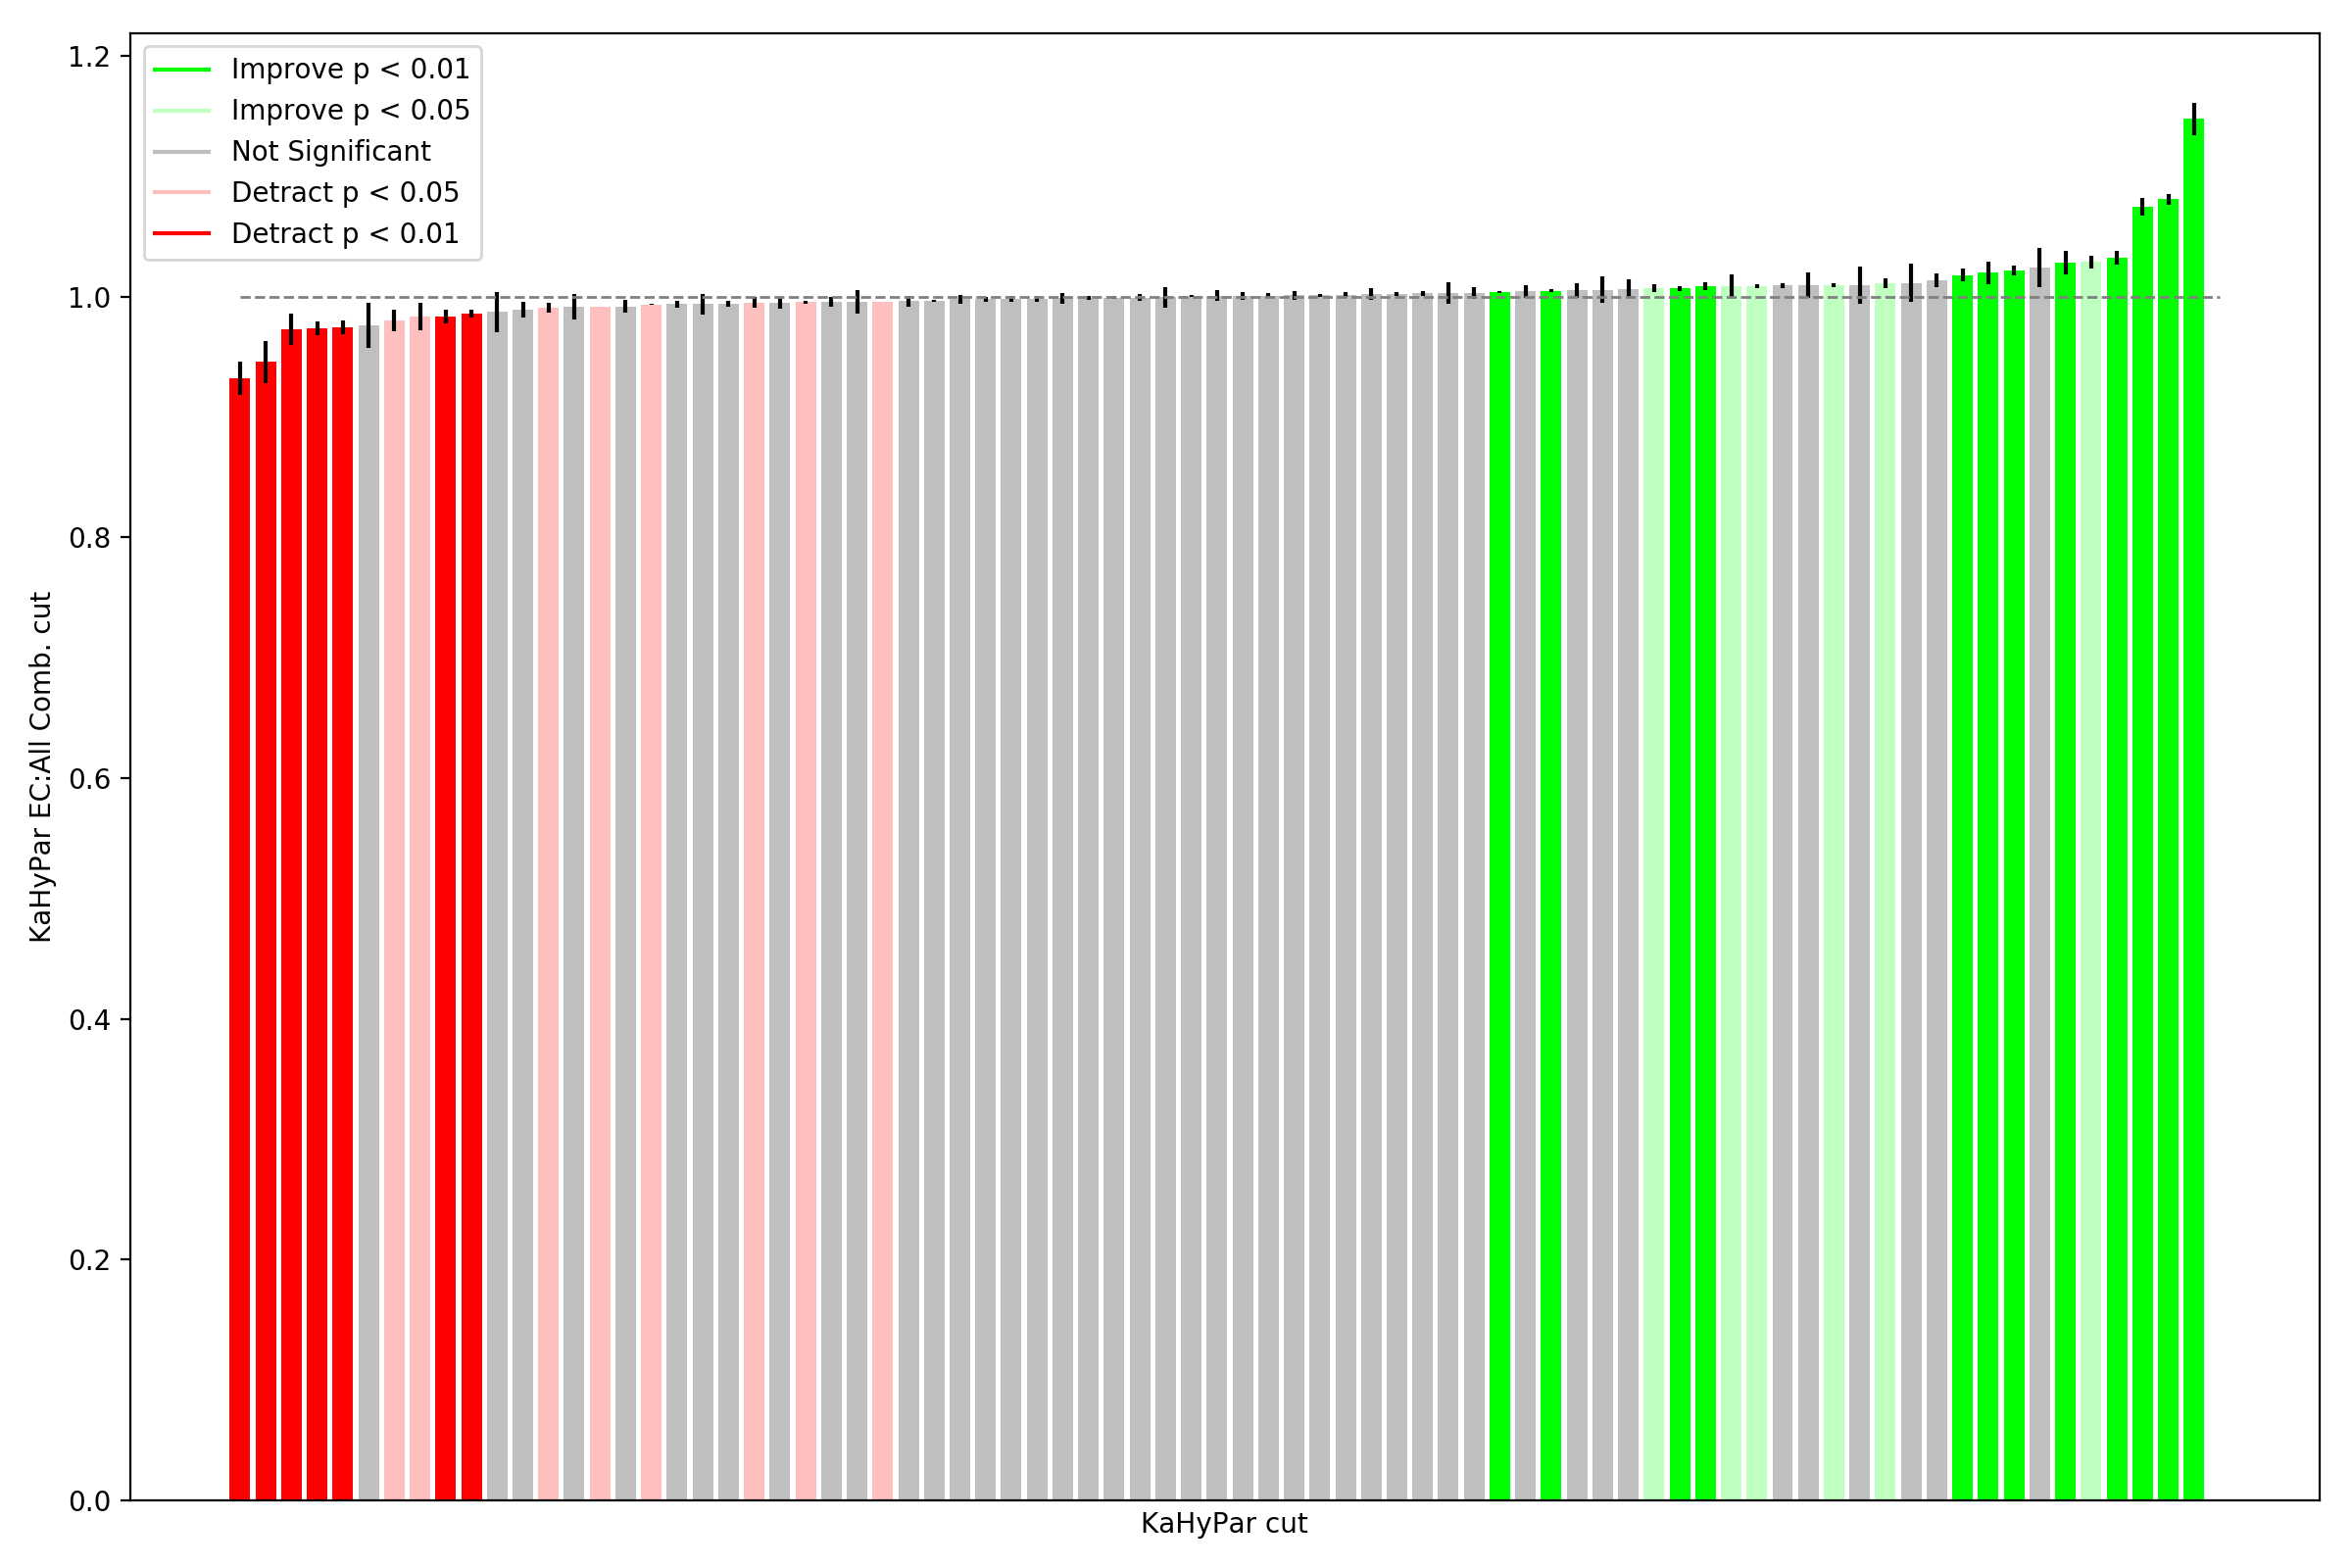 1.2
1.0
0.8
0.6
0.4
0.2
0.0
Improve p < 0.01
Improve p < 0.05
Not Significant
Detract p < 0.05
Detract p < 0.01
KaHyPar EC:All Comb. cut
KaHyPar cut